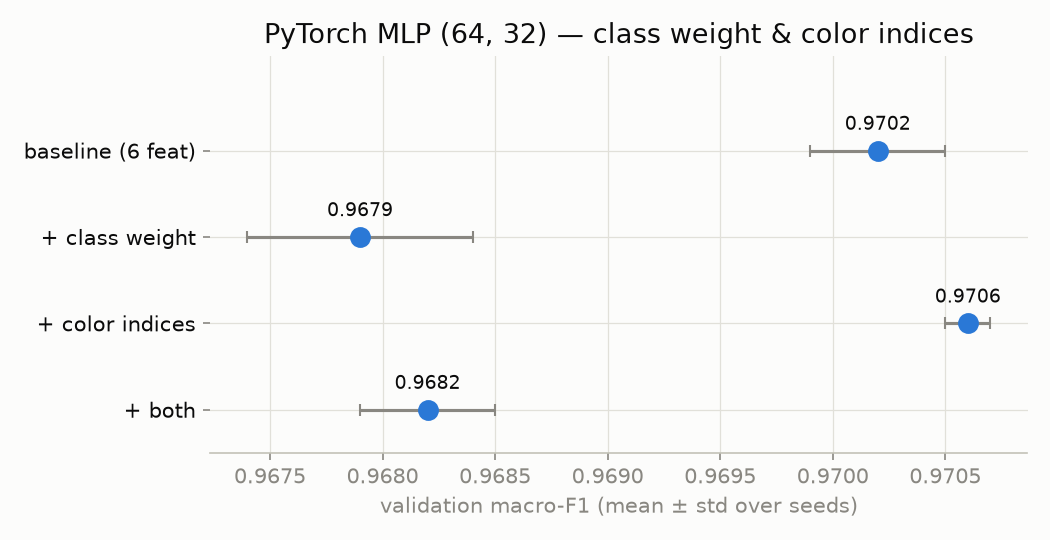 PyTorch MLP (64, 32) — class weight & color indices
baseline (6 feat)
0.9702
+ class weight
0.9679
+ color indices
0.9706
+ both
0.9682
0.9675 0.9680 0.9685 0.9690 0.9695 0.9700 0.9705
validation macro-F1 (mean ± std over seeds)